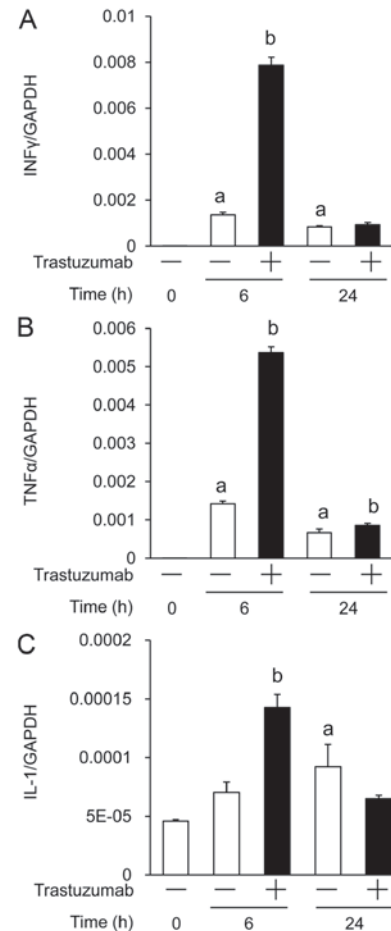 A
INFγ/GAPDH
0.01
0.008
0.006
0.004
0.002
0
a
b
a
Trastuzumab — — + — +
Time (h) 0 6 24
B
TNFα/GAPDH
0.006
0.005
0.004
0.003
0.002
0.001
0
a
b
a
b
Trastuzumab — — + — +
Time (h) 0 6 24
C
IL-1/GAPDH
0.0002
0.00015
0.0001
5E-05
0
b
a
Trastuzumab — — + — +
Time (h) 0 6 24